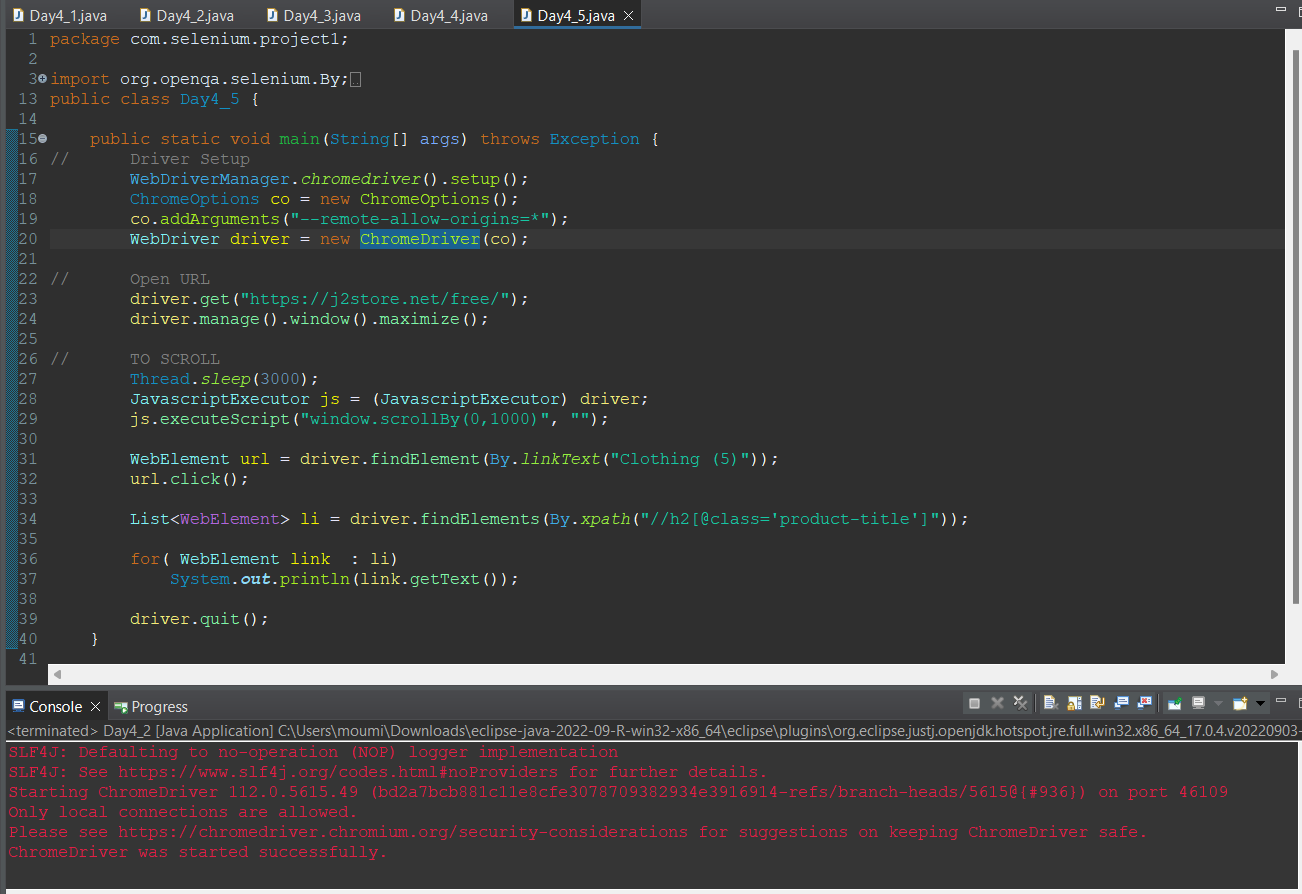 Day4_1.java Day4_2.java Day4_3.java Day4_4.java Day4_5.java
1 package com.selenium.project1;
2
3 import org.openqa.selenium.By;
13 public class Day4_5 {
14
15 public static void main(String[] args) throws Exception {
16 // Driver Setup
17 WebDriverManager.chromedriver().setup();
18 ChromeOptions co = new ChromeOptions();
19 co.addArguments("--remote-allow-origins=*");
20 WebDriver driver = new ChromeDriver(co);
21
22 // Open URL
23 driver.get("https://j2store.net/free/");
24 driver.manage().window().maximize();
25
26 // TO SCROLL
27 Thread.sleep(3000);
28 JavascriptExecutor js = (JavascriptExecutor) driver;
29 js.executeScript("window.scrollBy(0,1000)", "");
30
31 WebElement url = driver.findElement(By.linkText("Clothing (5)"));
32 url.click();
33
34 List<WebElement> li = driver.findElements(By.xpath("//h2[@class='product-title']"));
35
36 for( WebElement link  : li)
37 System.out.println(link.getText());
38
39 driver.quit();
40 }
41
Console Progress
<terminated> Day4_2 [Java Application] C:\Users\moumi\Downloads\eclipse-java-2022-09-R-win32-x86_64\eclipse\plugins\org.eclipse.justj.openjdk.hotspot.jre.full.win32.x86_64_17.0.4.v20220903-
SLF4J: Defaulting to no-operation (NOP) logger implementation
SLF4J: See https://www.slf4j.org/codes.html#noProviders for further details.
Starting ChromeDriver 112.0.5615.49 (bd2a7bcb881c11e8cfe3078709382934e3916914-refs/branch-heads/5615@{#936}) on port 46109
Only local connections are allowed.
Please see https://chromedriver.chromium.org/security-considerations for suggestions on keeping ChromeDriver safe.
ChromeDriver was started successfully.